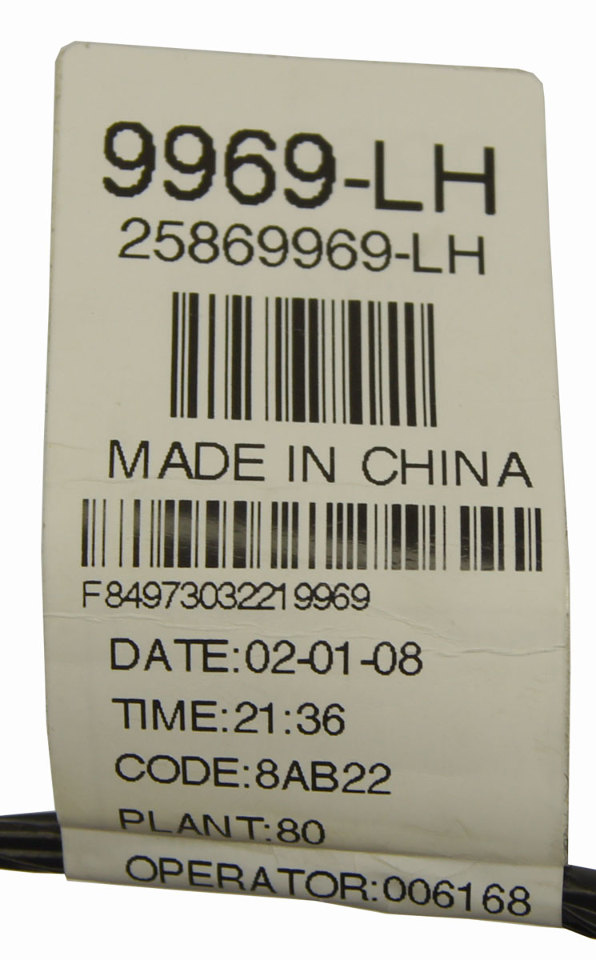 9969-LH
25869969-LH
MADE IN CHINA
F84973032219969
DATE:02-01-08
TIME:21:36
CODE:8AB22
PLANT:80
OPERATOR:006168